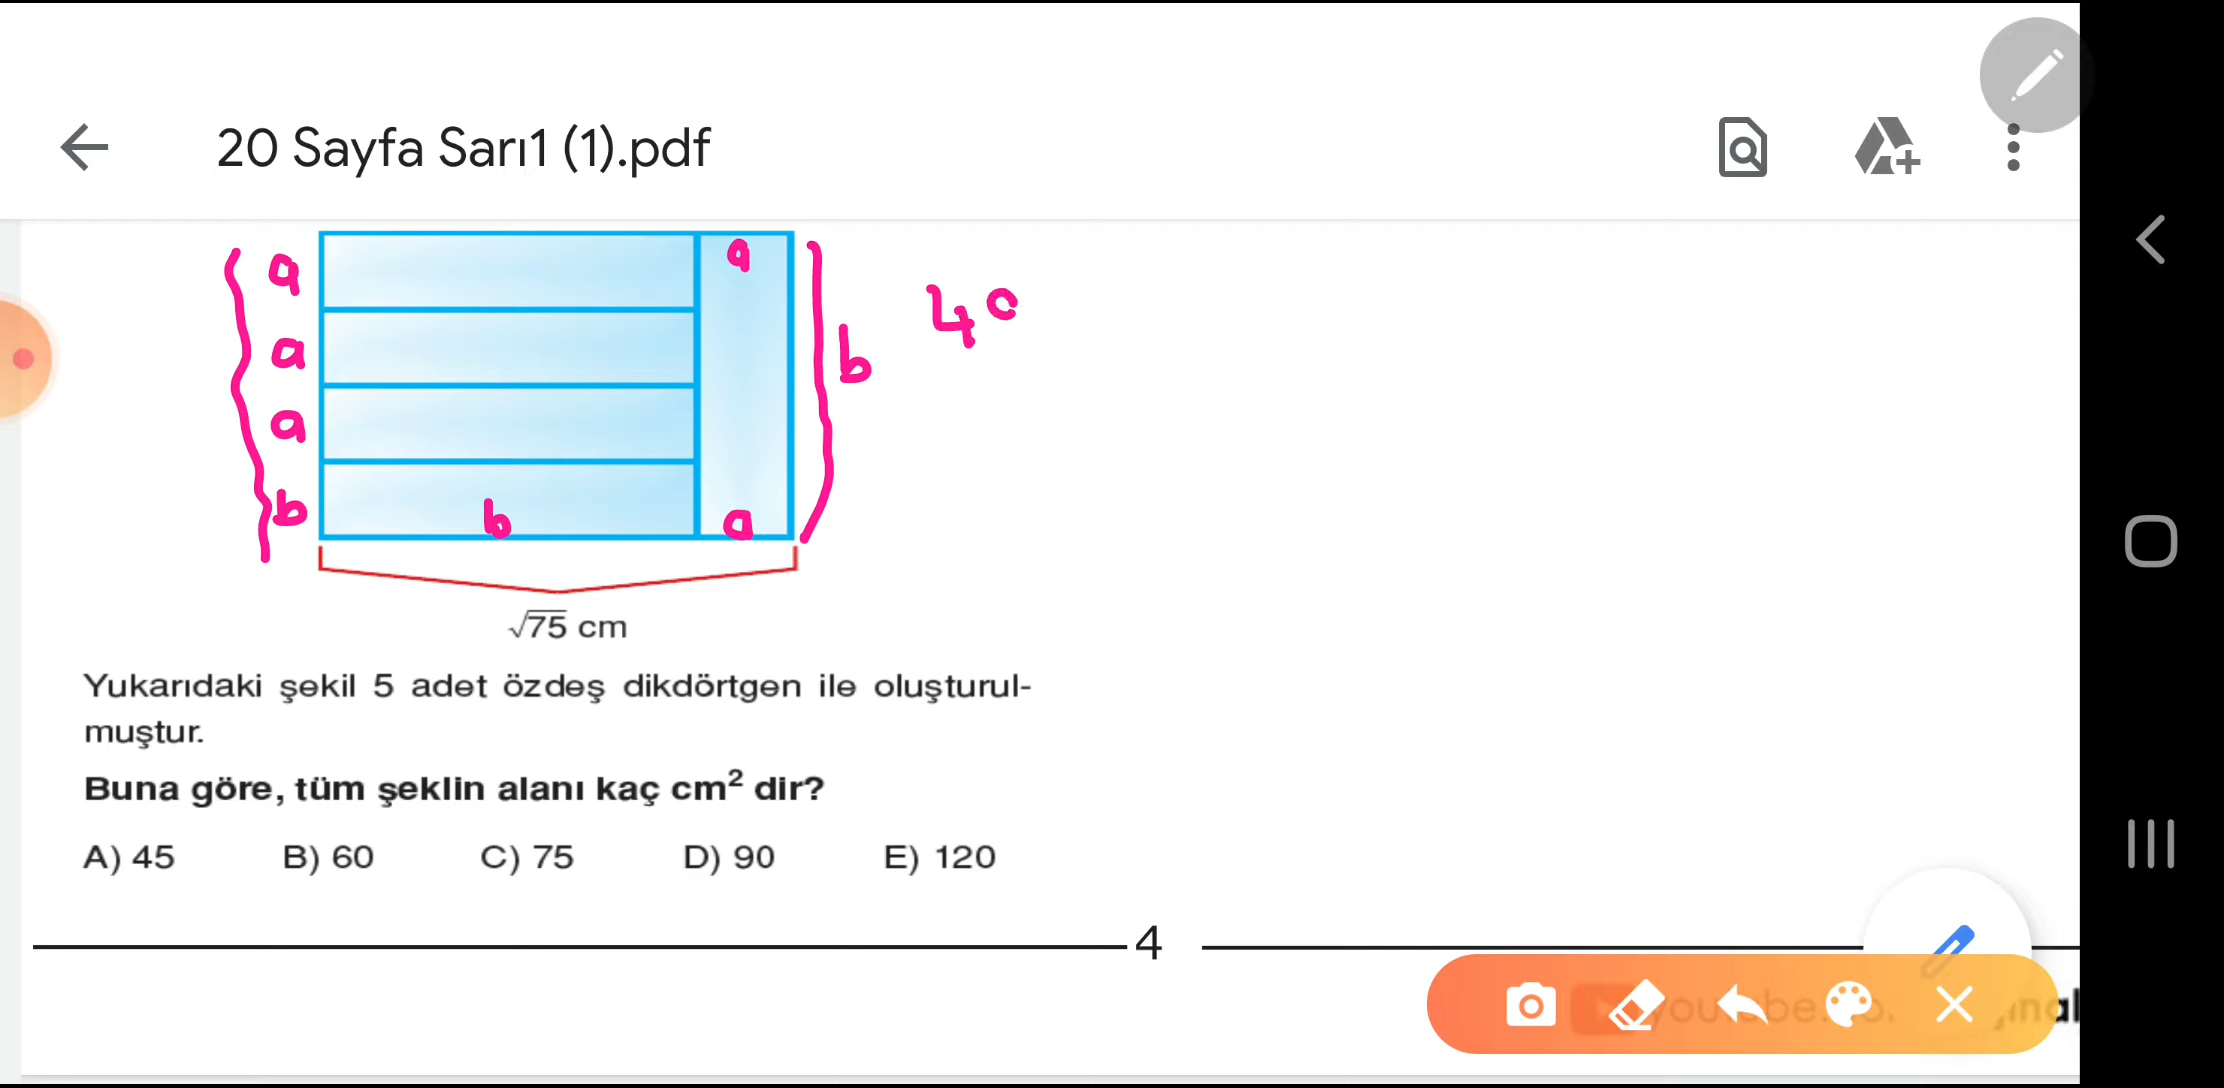 20 Sayfa Sarı1 (1).pdf
a a
a b 4
a
b b a
√75 cm
Yukarıdaki şekil 5 adet özdeş dikdörtgen ile oluşturul-
muştur.
Buna göre, tüm şeklin alanı kaç cm² dir?
A) 45 B) 60 C) 75 D) 90 E) 120
4